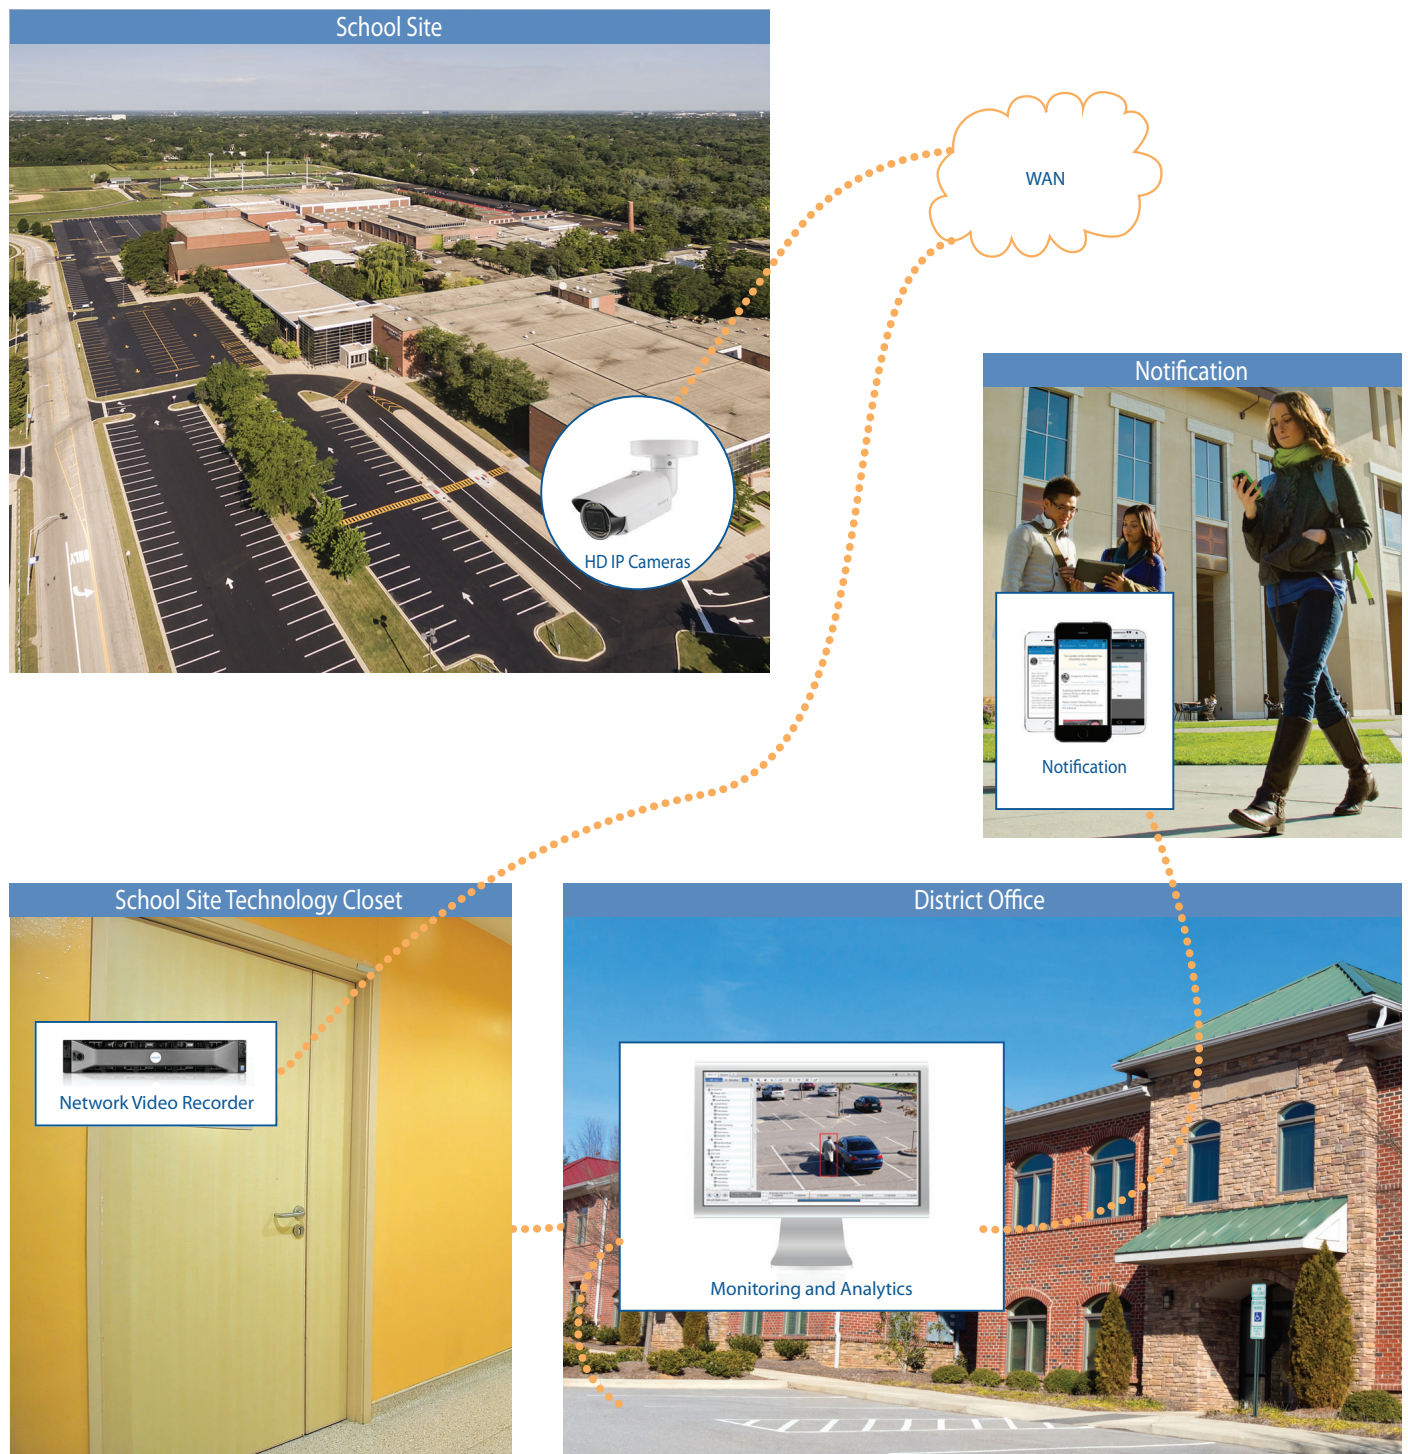 School Site
WAN
HD IP Cameras
Notification
Notification
School Site Technology Closet
Network Video Recorder
District Office
Monitoring and Analytics
ONLY